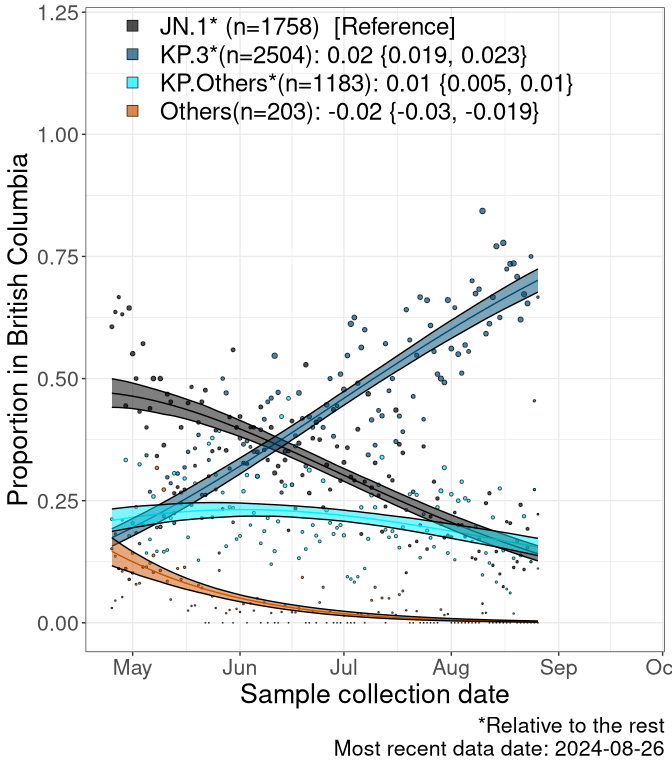 JN.1* (n=1758)  [Reference]
KP.3*(n=2504): 0.02 {0.019, 0.023}
KP.Others*(n=1183): 0.01 {0.005, 0.01}
Others(n=203): -0.02 {-0.03, -0.019}
Proportion in British Columbia
1.25
1.00
0.75
0.50
0.25
0.00
May Jun Jul Aug Sep Oc
Sample collection date
*Relative to the rest
Most recent data date: 2024-08-26